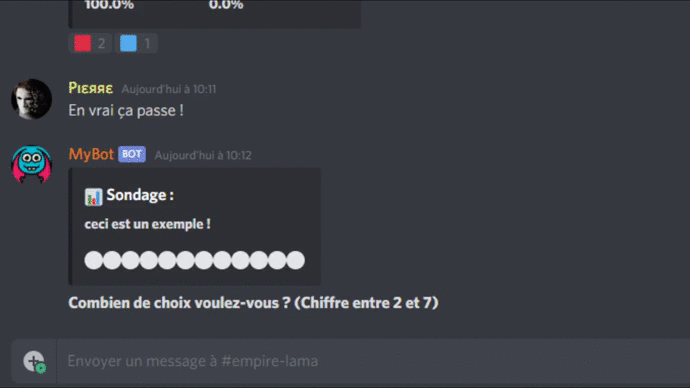 100.0% 0.0%
2 1
Pιεяяε Aujourd'hui à 10:11
En vrai ça passe !
MyBot BOT Aujourd'hui à 10:12
📊 Sondage :
ceci est un exemple !
Combien de choix voulez-vous ? (Chiffre entre 2 et 7)
Envoyer un message à #empire-lama